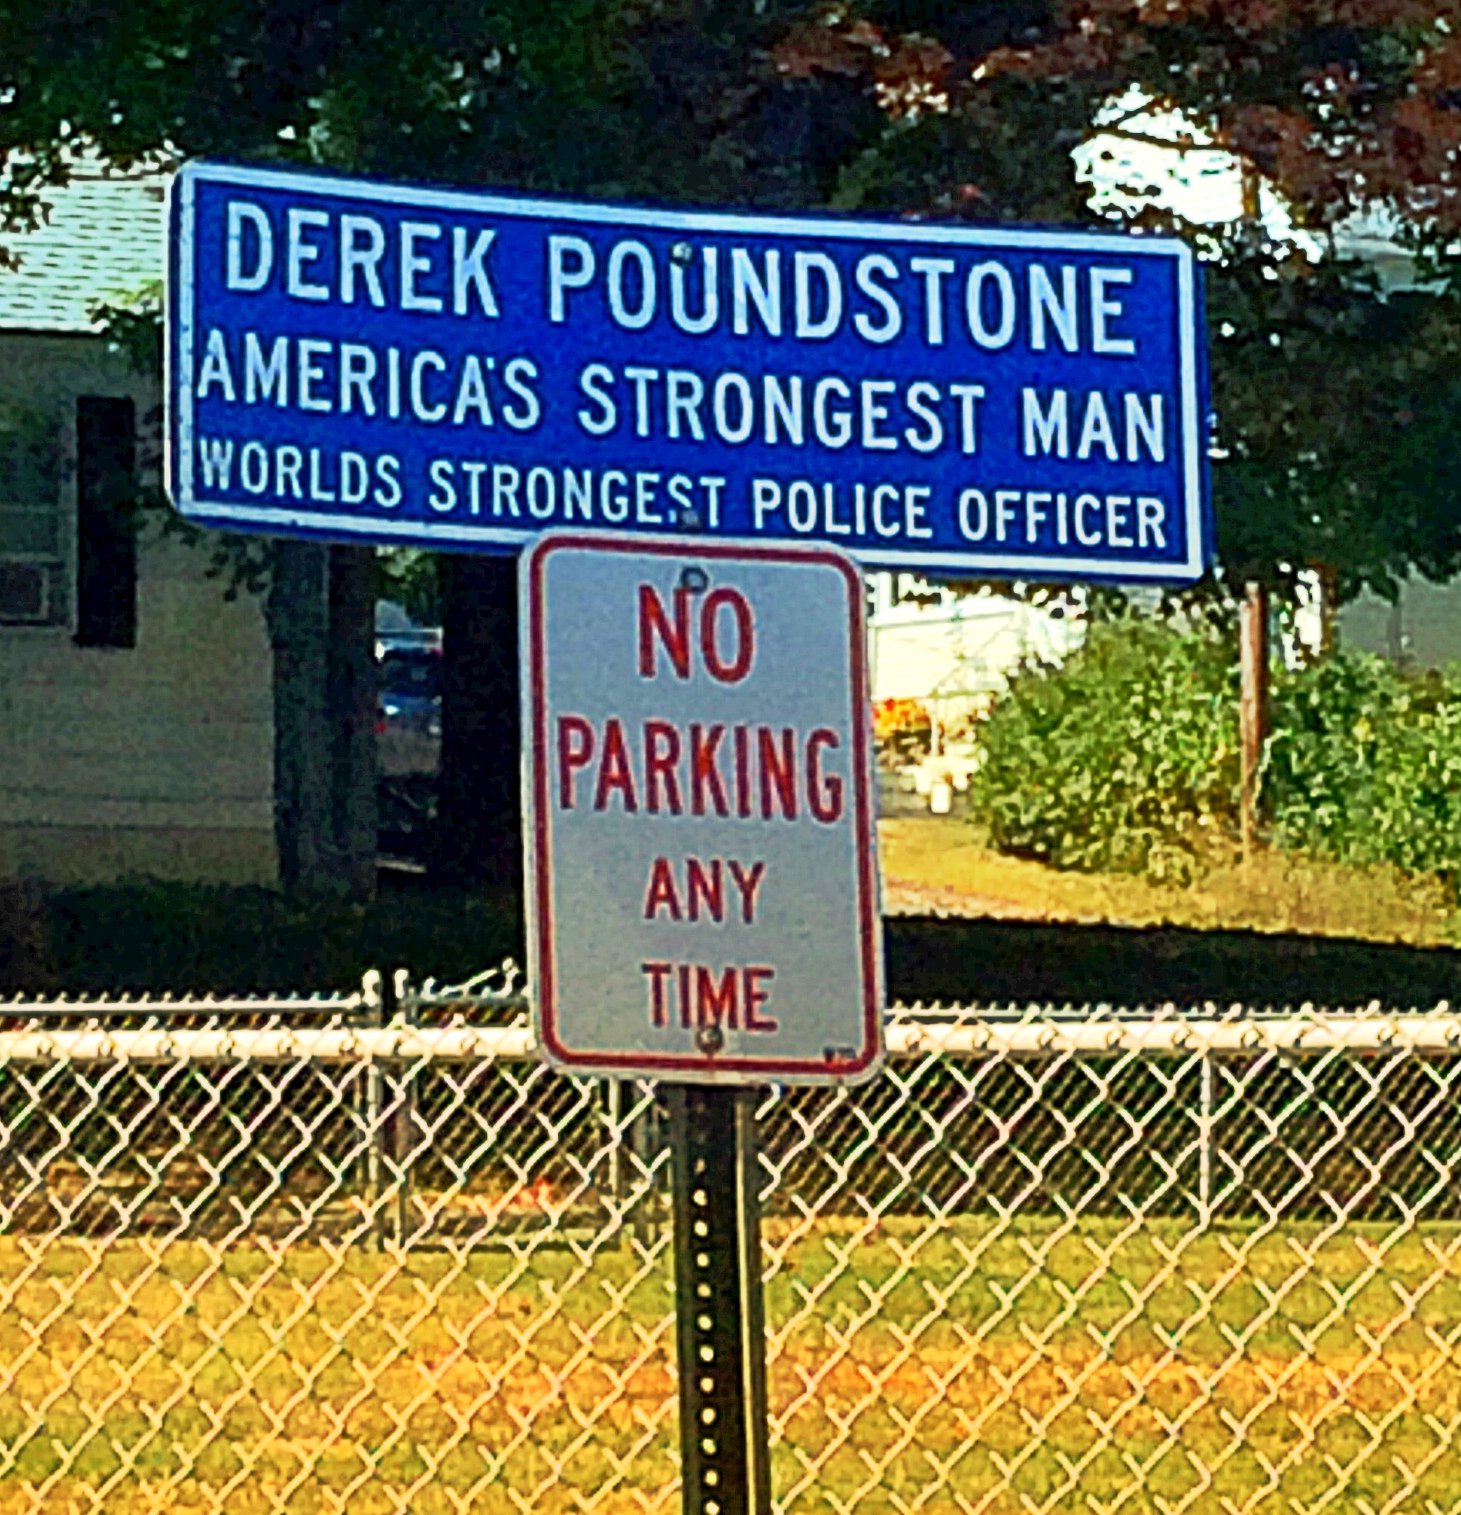 DEREK POUNDSTONE
AMERICA'S STRONGEST MAN
WORLDS STRONGEST POLICE OFFICER
NO
PARKING
ANY
TIME